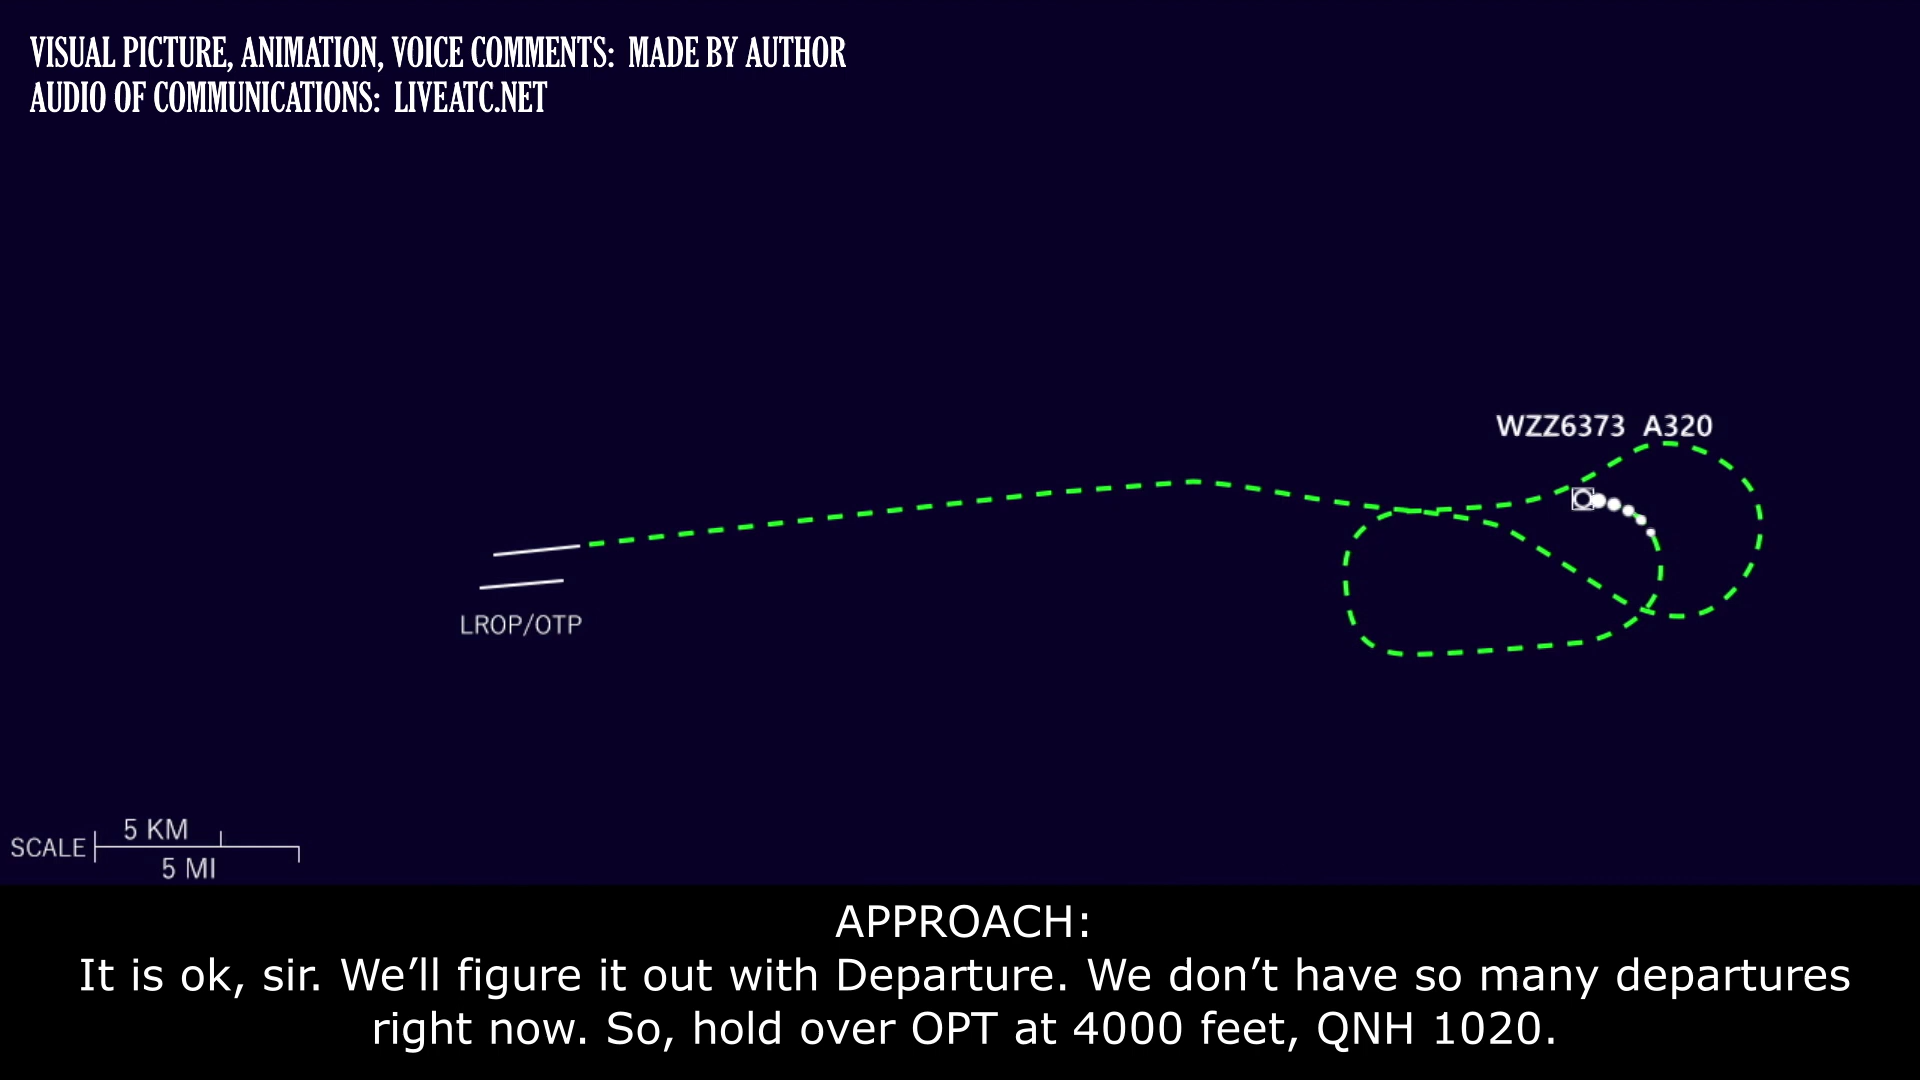 VISUAL PICTURE, ANIMATION, VOICE COMMENTS: MADE BY AUTHOR
AUDIO OF COMMUNICATIONS: LIVEATC.NET
WZZ6373 A320
LROP/OTP
5 KM
SCALE
5 MI
APPROACH:
It is ok, sir. We’ll figure it out with Departure. We don’t have so many departures
right now. So, hold over OPT at 4000 feet, QNH 1020.